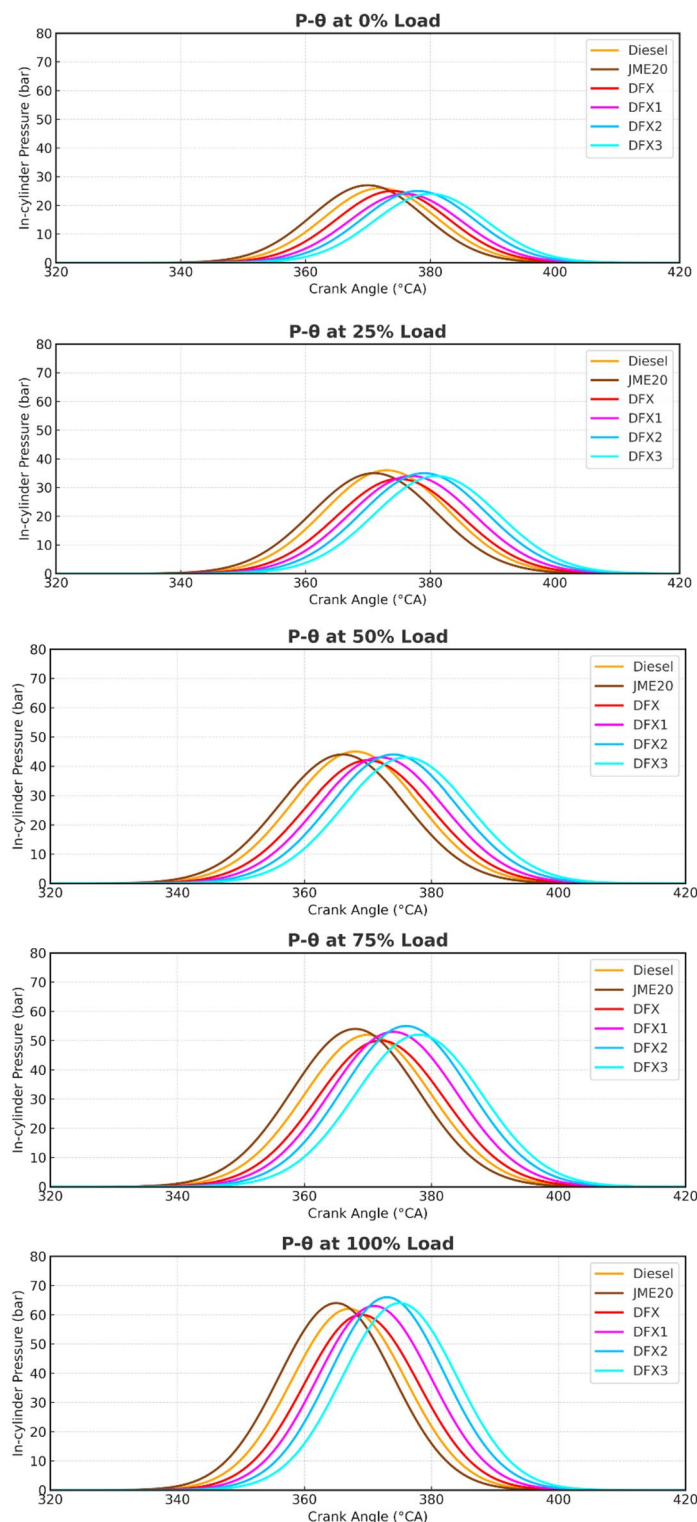 P-θ at 0% Load
80
70
60
50
40
30
20
10
0
In-cylinder Pressure (bar)
Diesel
JME20
DFX
DFX1
DFX2
DFX3
320 340 360 380 400 420
Crank Angle (°CA)
P-θ at 25% Load
80
70
60
50
40
30
20
10
0
In-cylinder Pressure (bar)
Diesel
JME20
DFX
DFX1
DFX2
DFX3
320 340 360 380 400 420
Crank Angle (°CA)
P-θ at 50% Load
80
70
60
50
40
30
20
10
0
In-cylinder Pressure (bar)
Diesel
JME20
DFX
DFX1
DFX2
DFX3
320 340 360 380 400 420
Crank Angle (°CA)
P-θ at 75% Load
80
70
60
50
40
30
20
10
0
In-cylinder Pressure (bar)
Diesel
JME20
DFX
DFX1
DFX2
DFX3
320 340 360 380 400 420
Crank Angle (°CA)
P-θ at 100% Load
80
70
60
50
40
30
20
10
0
In-cylinder Pressure (bar)
Diesel
JME20
DFX
DFX1
DFX2
DFX3
320 340 360 380 400 420
Crank Angle (°CA)